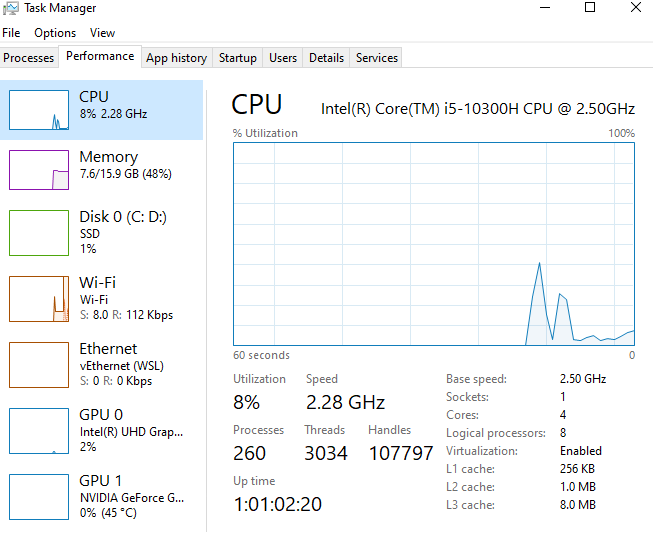 Task Manager
File Options View
Processes Performance App history Startup Users Details Services
CPU
8% 2.28 GHz
Memory
7.6/15.9 GB (48%)
Disk 0 (C: D:)
SSD
1%
Wi-Fi
Wi-Fi
S: 8.0 R: 112 Kbps
Ethernet
vEthernet (WSL)
S: 0 R: 0 Kbps
GPU 0
Intel(R) UHD Grap...
2%
GPU 1
NVIDIA GeForce G...
0% (45 °C)
CPU Intel(R) Core(TM) i5-10300H CPU @ 2.50GHz
% Utilization 100%
60 seconds 0
Utilization Speed
8% 2.28 GHz
Processes Threads Handles
260 3034 107797
Up time
1:01:02:20
Base speed: 2.50 GHz
Sockets: 1
Cores: 4
Logical processors: 8
Virtualization: Enabled
L1 cache: 256 KB
L2 cache: 1.0 MB
L3 cache: 8.0 MB